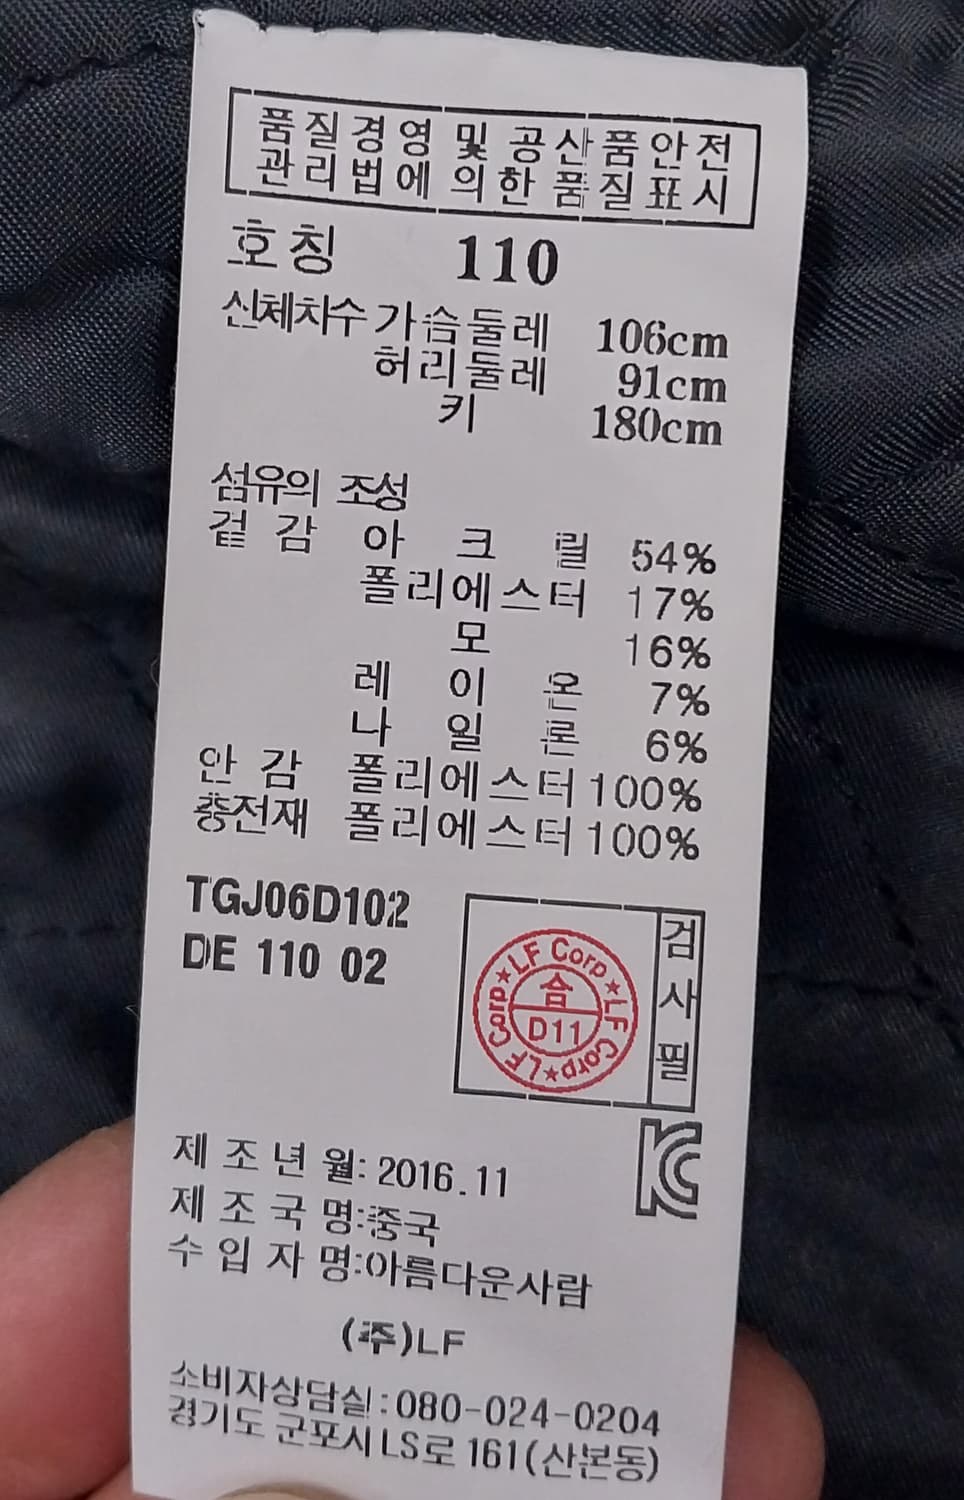 품질경영 및 공산품안전
관리법에 의한 품질표시
호칭 110
신체치수 가슴둘레 106cm
허리둘레 91cm
키 180cm
섬유의 조성
겉감 아크릴 54%
폴리에스터 17%
모 16%
레이온 7%
나일론 6%
안감 폴리에스터 100%
충전재 폴리에스터 100%
TGJ06D102
DE 110 02
검사필
LF Corp★LF Corp★LF Corp★
合
D11
KC
제조년월: 2016.11
제조국명:중국
수입자명:아름다운사람
(주)LF
소비자상담실:080-024-0204
경기도 군포시 LS로 161(산본동)